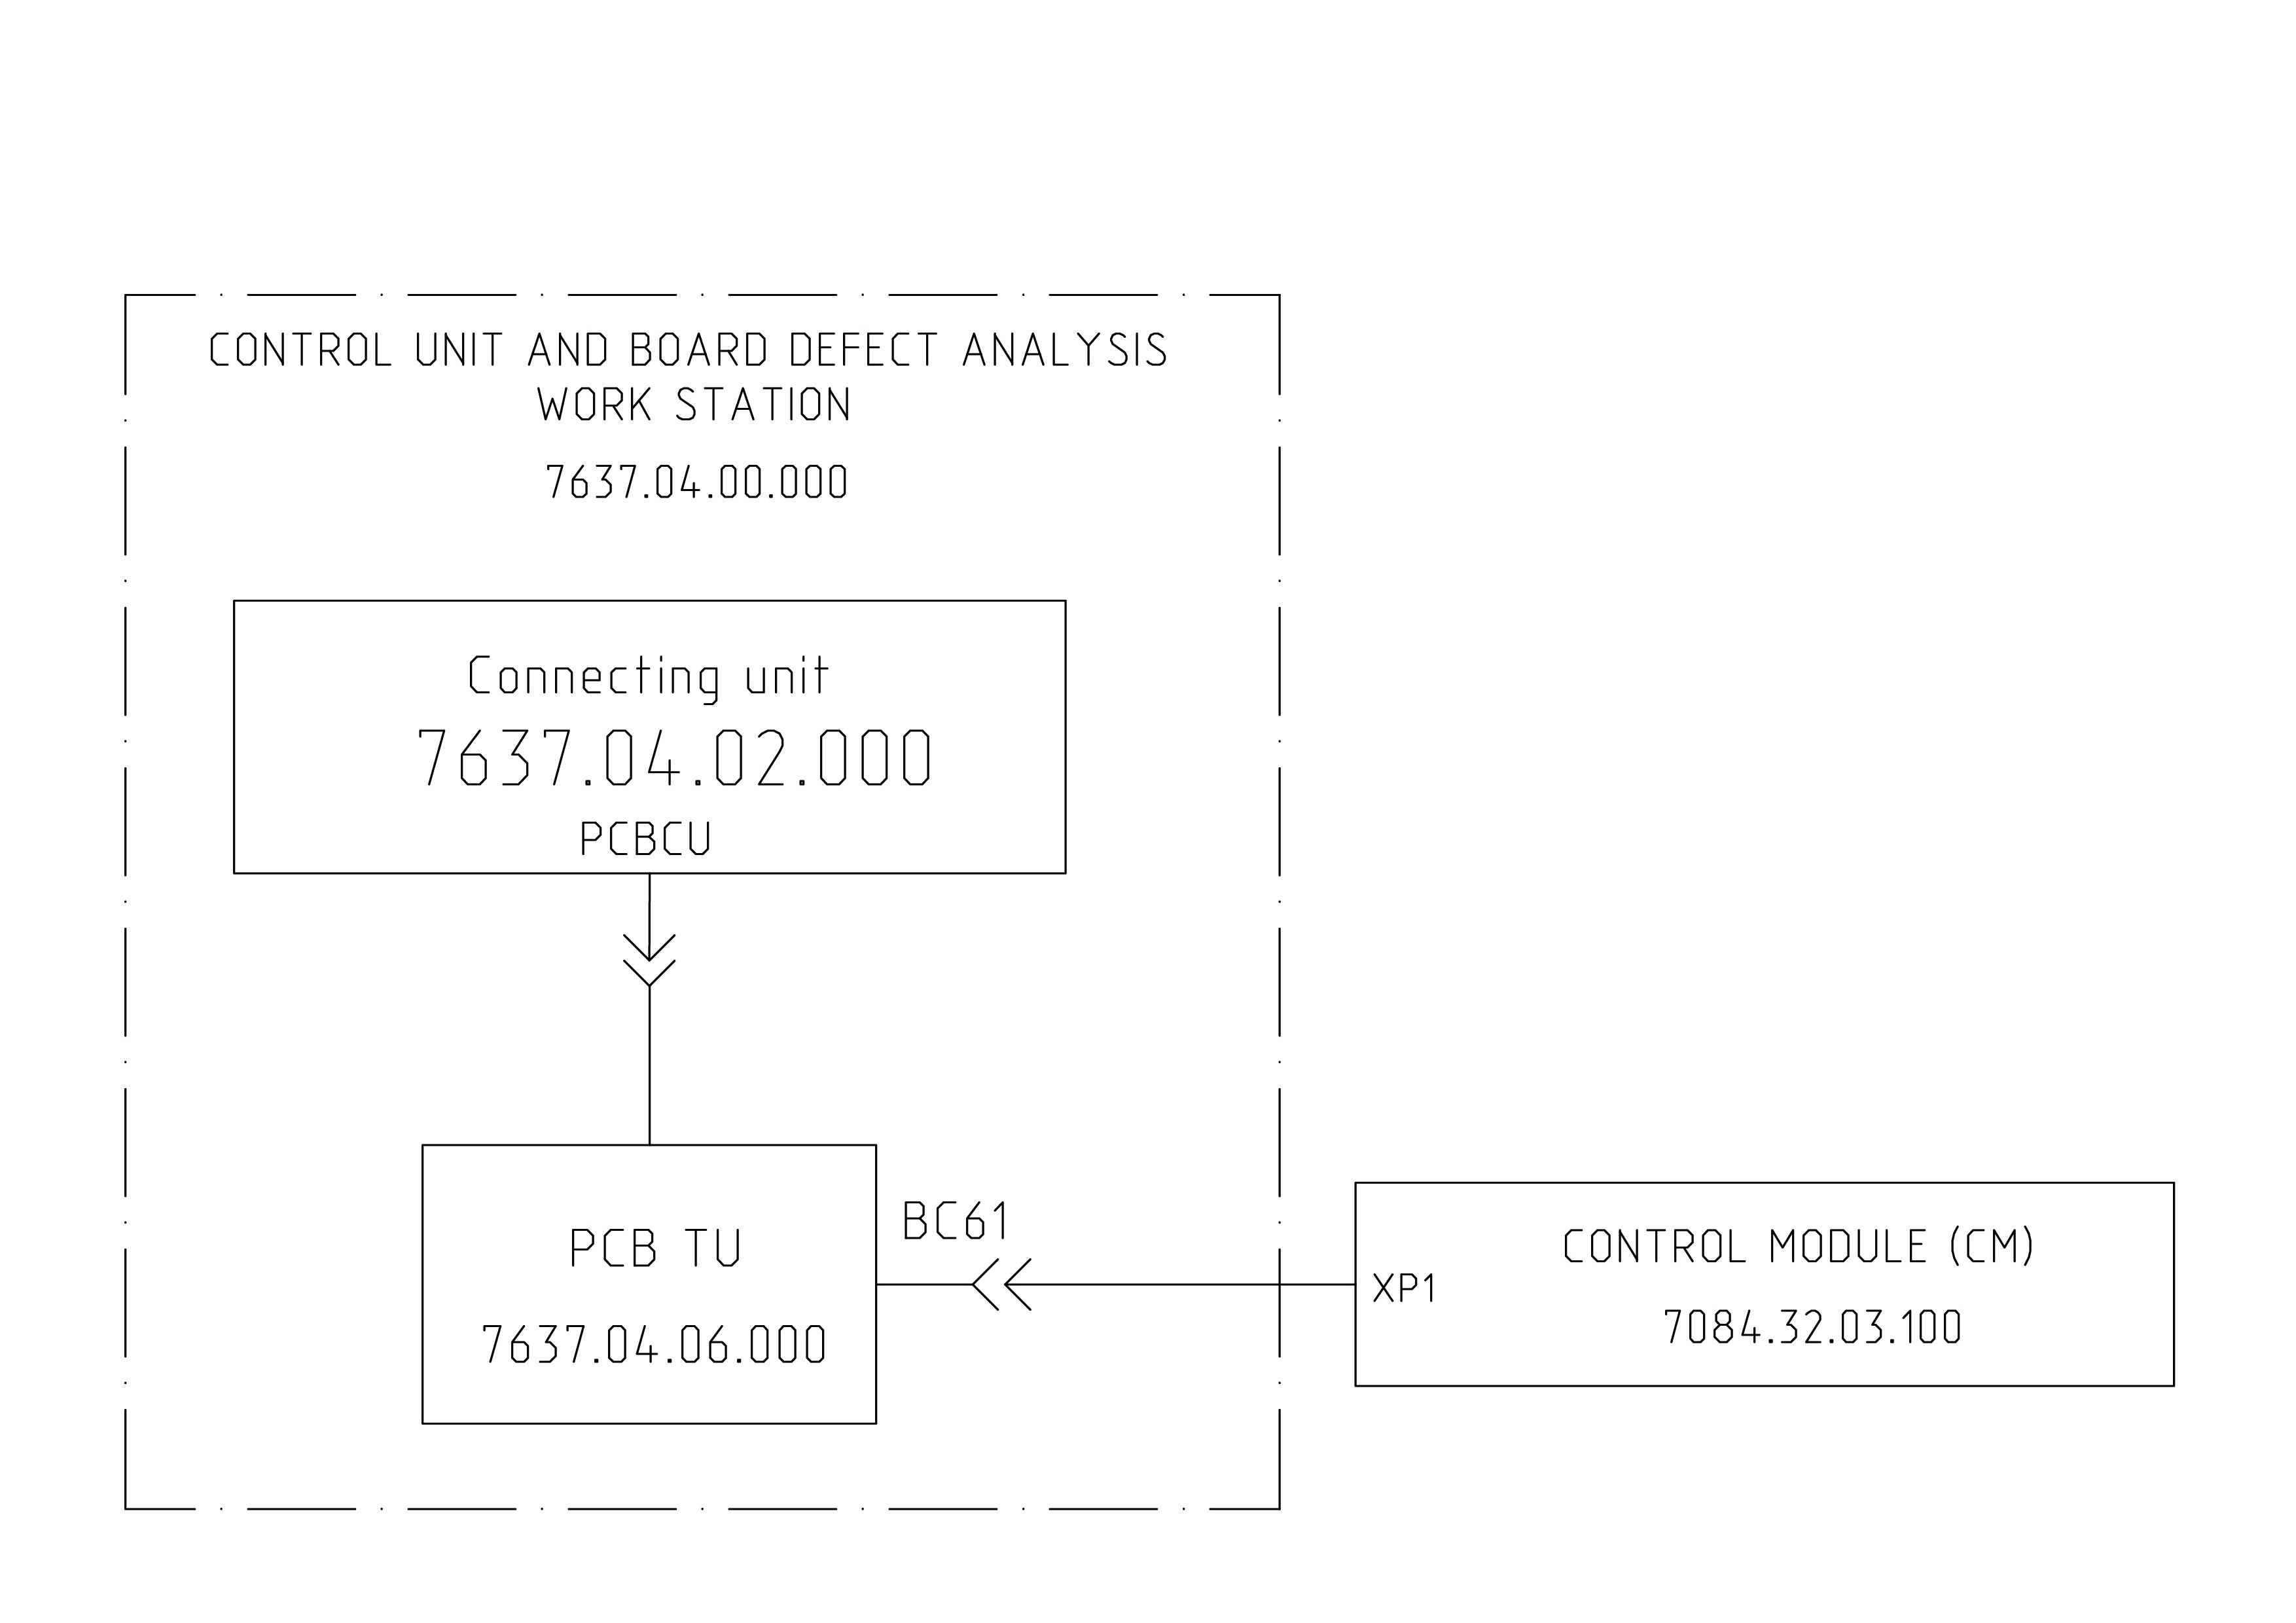 CONTROL UNIT AND BOARD DEFECT ANALYSIS
WORK STATION
7637.04.00.000
Connecting unit
7637.04.02.000
PCBCU
PCB TU
7637.04.06.000
BC61
XP1
CONTROL MODULE (CM)
7084.32.03.100